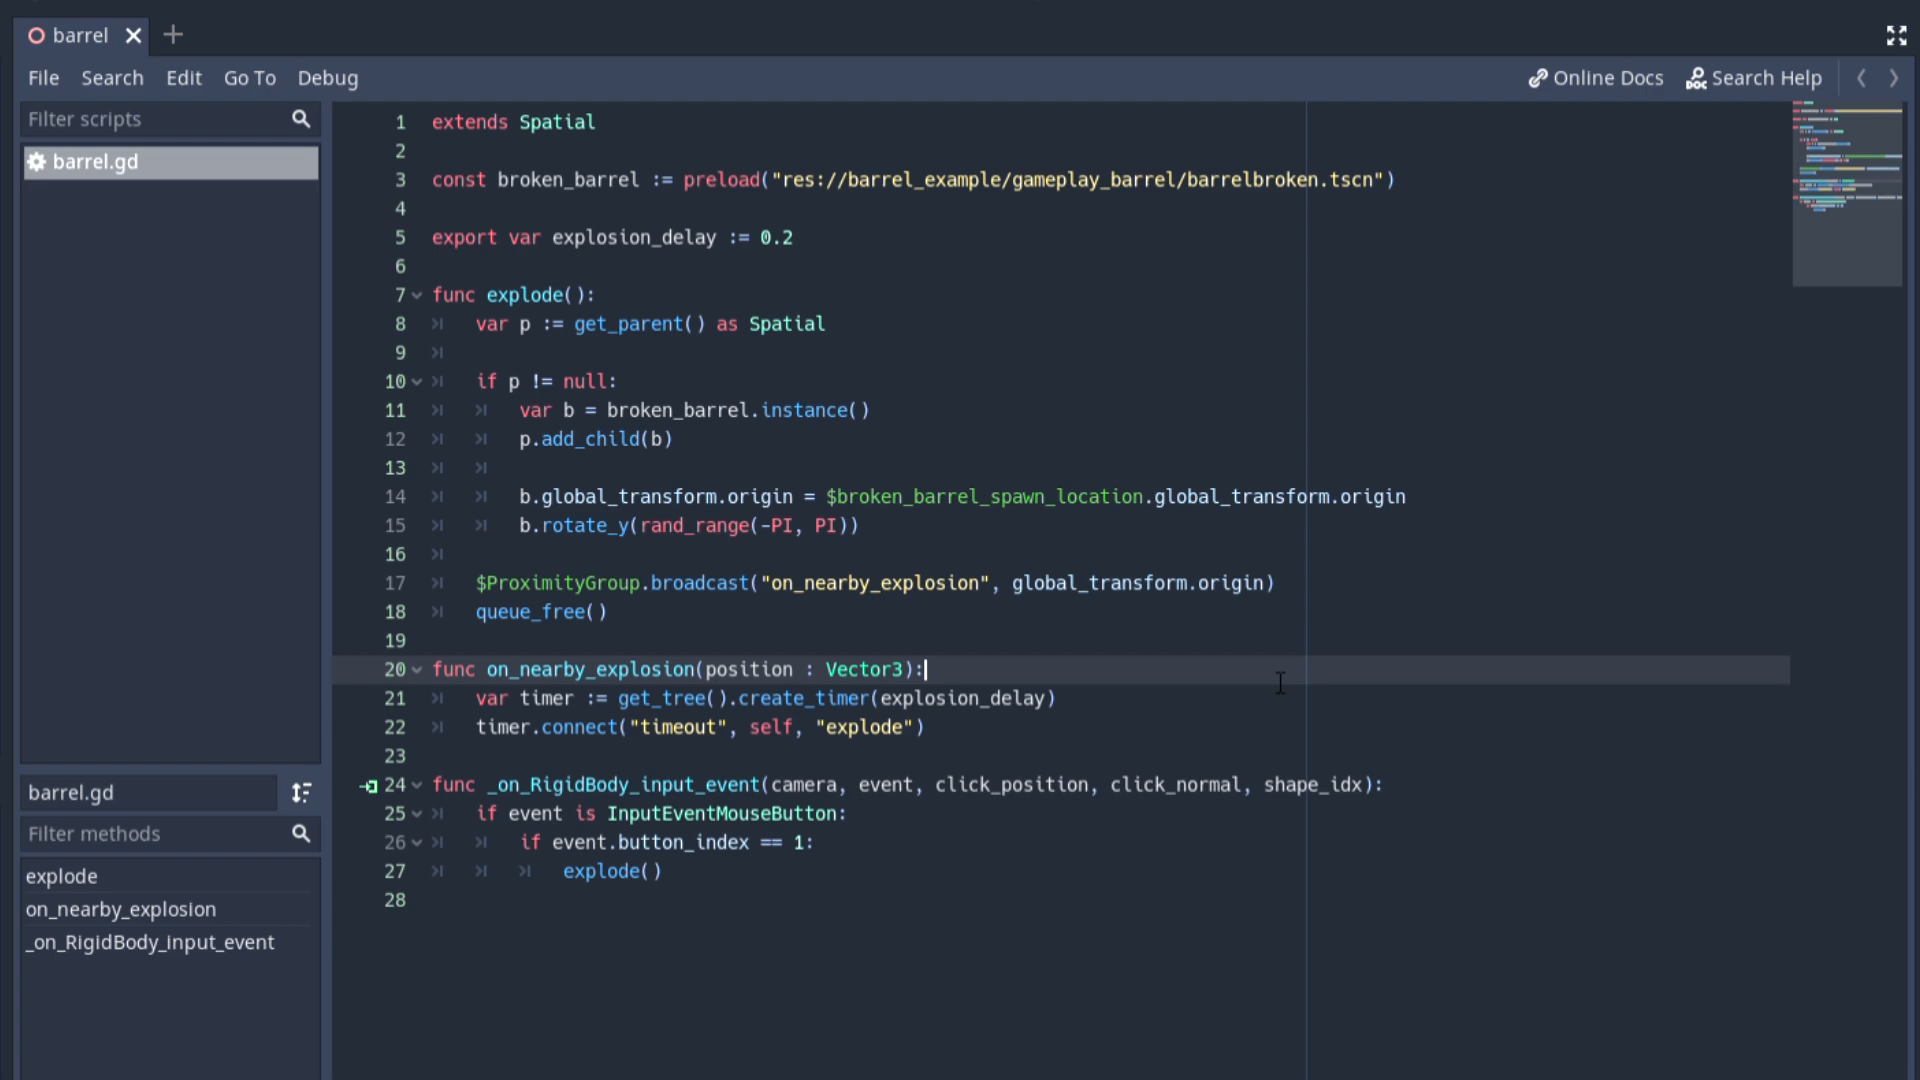 barrel
File Search Edit Go To Debug
Online Docs Search Help
Filter scripts
barrel.gd
1 extends Spatial
2
3 const broken_barrel := preload("res://barrel_example/gameplay_barrel/barrelbroken.tscn")
4
5 export var explosion_delay := 0.2
6
7 func explode():
8 var p := get_parent() as Spatial
9
10 if p != null:
11 var b = broken_barrel.instance()
12 p.add_child(b)
13
14 b.global_transform.origin = $broken_barrel_spawn_location.global_transform.origin
15 b.rotate_y(rand_range(-PI, PI))
16
17 $ProximityGroup.broadcast("on_nearby_explosion", global_transform.origin)
18 queue_free()
19
20 func on_nearby_explosion(position : Vector3):
21 var timer := get_tree().create_timer(explosion_delay)
22 timer.connect("timeout", self, "explode")
23
24 func _on_RigidBody_input_event(camera, event, click_position, click_normal, shape_idx):
25 if event is InputEventMouseButton:
26 if event.button_index == 1:
27 explode()
28
barrel.gd
Filter methods
explode
on_nearby_explosion
_on_RigidBody_input_event